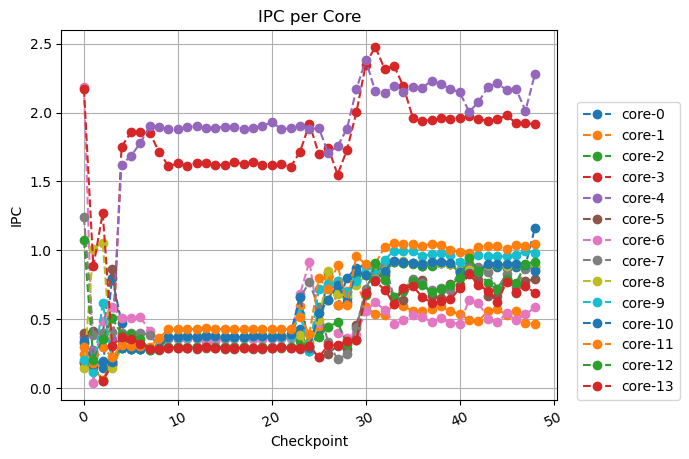 IPC per Core
2.5
2.0
1.5
1.0
0.5
0.0
IPC
0
10
20
30
40
50
Checkpoint
core-0
core-1
core-2
core-3
core-4
core-5
core-6
core-7
core-8
core-9
core-10
core-11
core-12
core-13